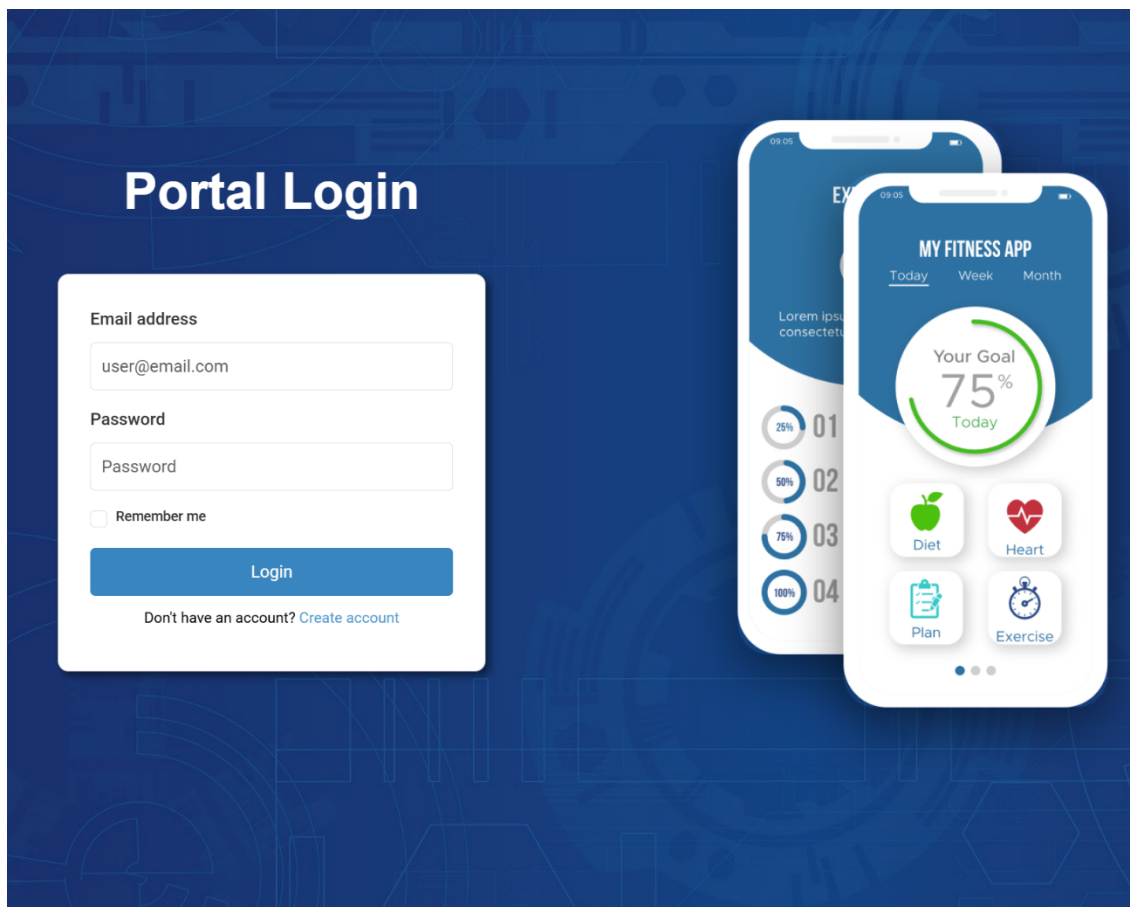 Portal Login
Email address
user@email.com
Password
Password
Remember me
Login
Don't have an account? Create account
09:05
Lorem
consectetu
25% 01
50% 02
75% 03
100% 04
09:05
MY FITNESS APP
Today Week Month
Your Goal
75%
Today
Diet Heart
Plan Exercise